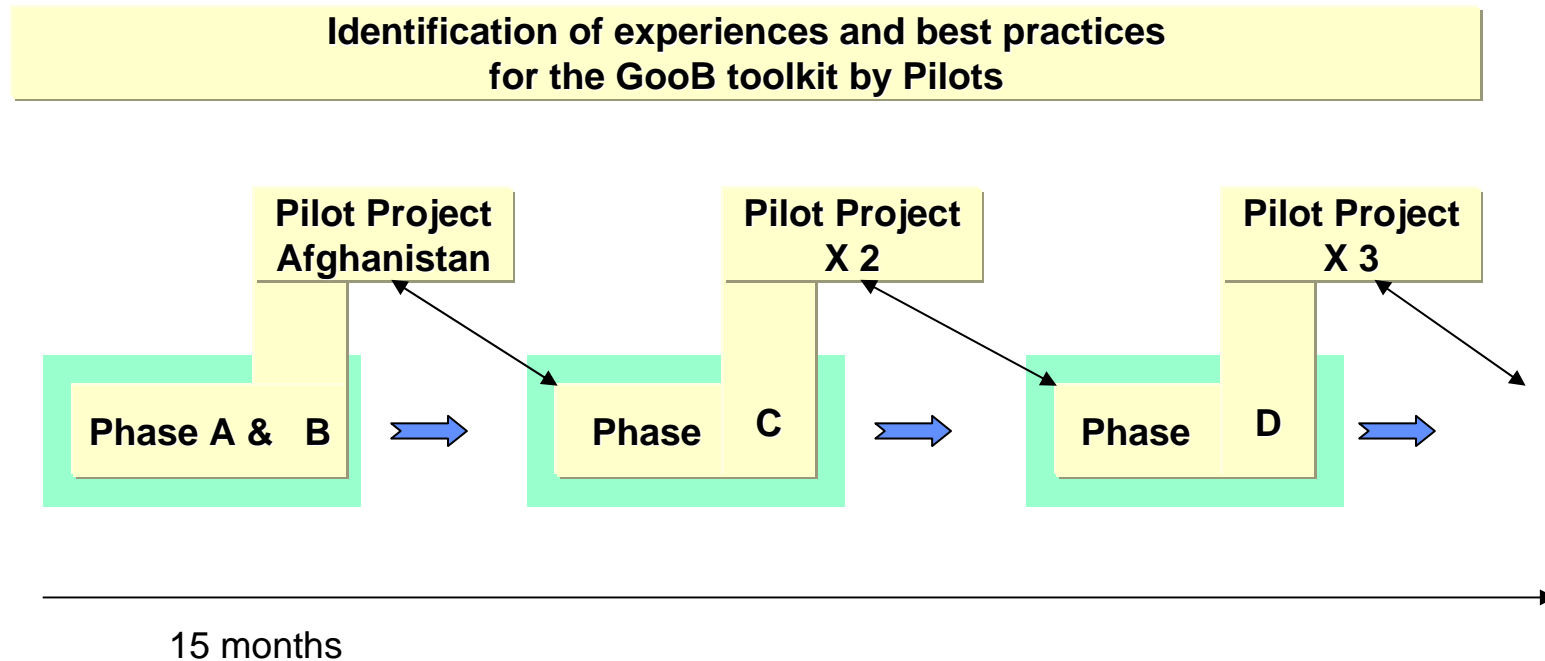 Identification of experiences and best practices
for the GooB toolkit by Pilots
Pilot Project
Afghanistan
Pilot Project
X 2
Pilot Project
X 3
Phase A & B
Phase C
Phase D
15 months